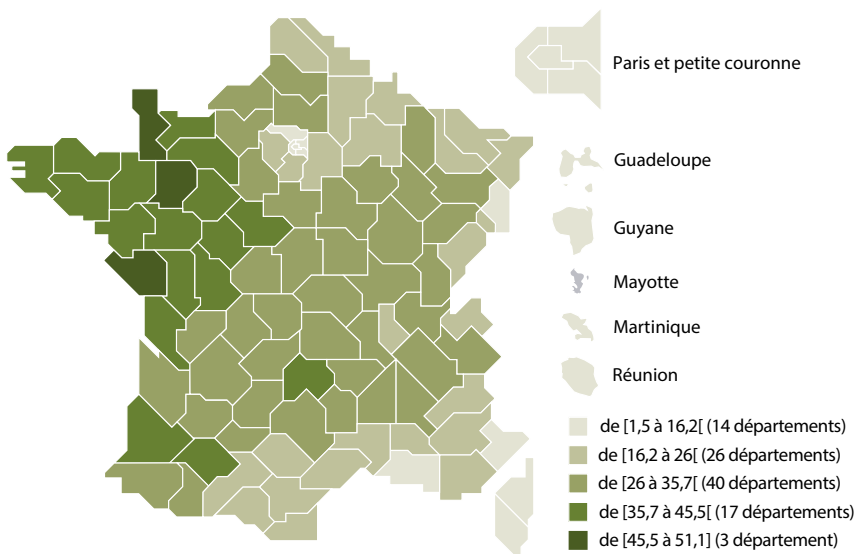 Paris et petite couronne
Guadeloupe
Guyane
Mayotte
Martinique
Réunion
de [1,5 à 16,2[ (14 départements)
de [16,2 à 26[ (26 départements)
de [26 à 35,7[ (40 départements)
de [35,7 à 45,5[ (17 départements)
de [45,5 à 51,1] (3 département)